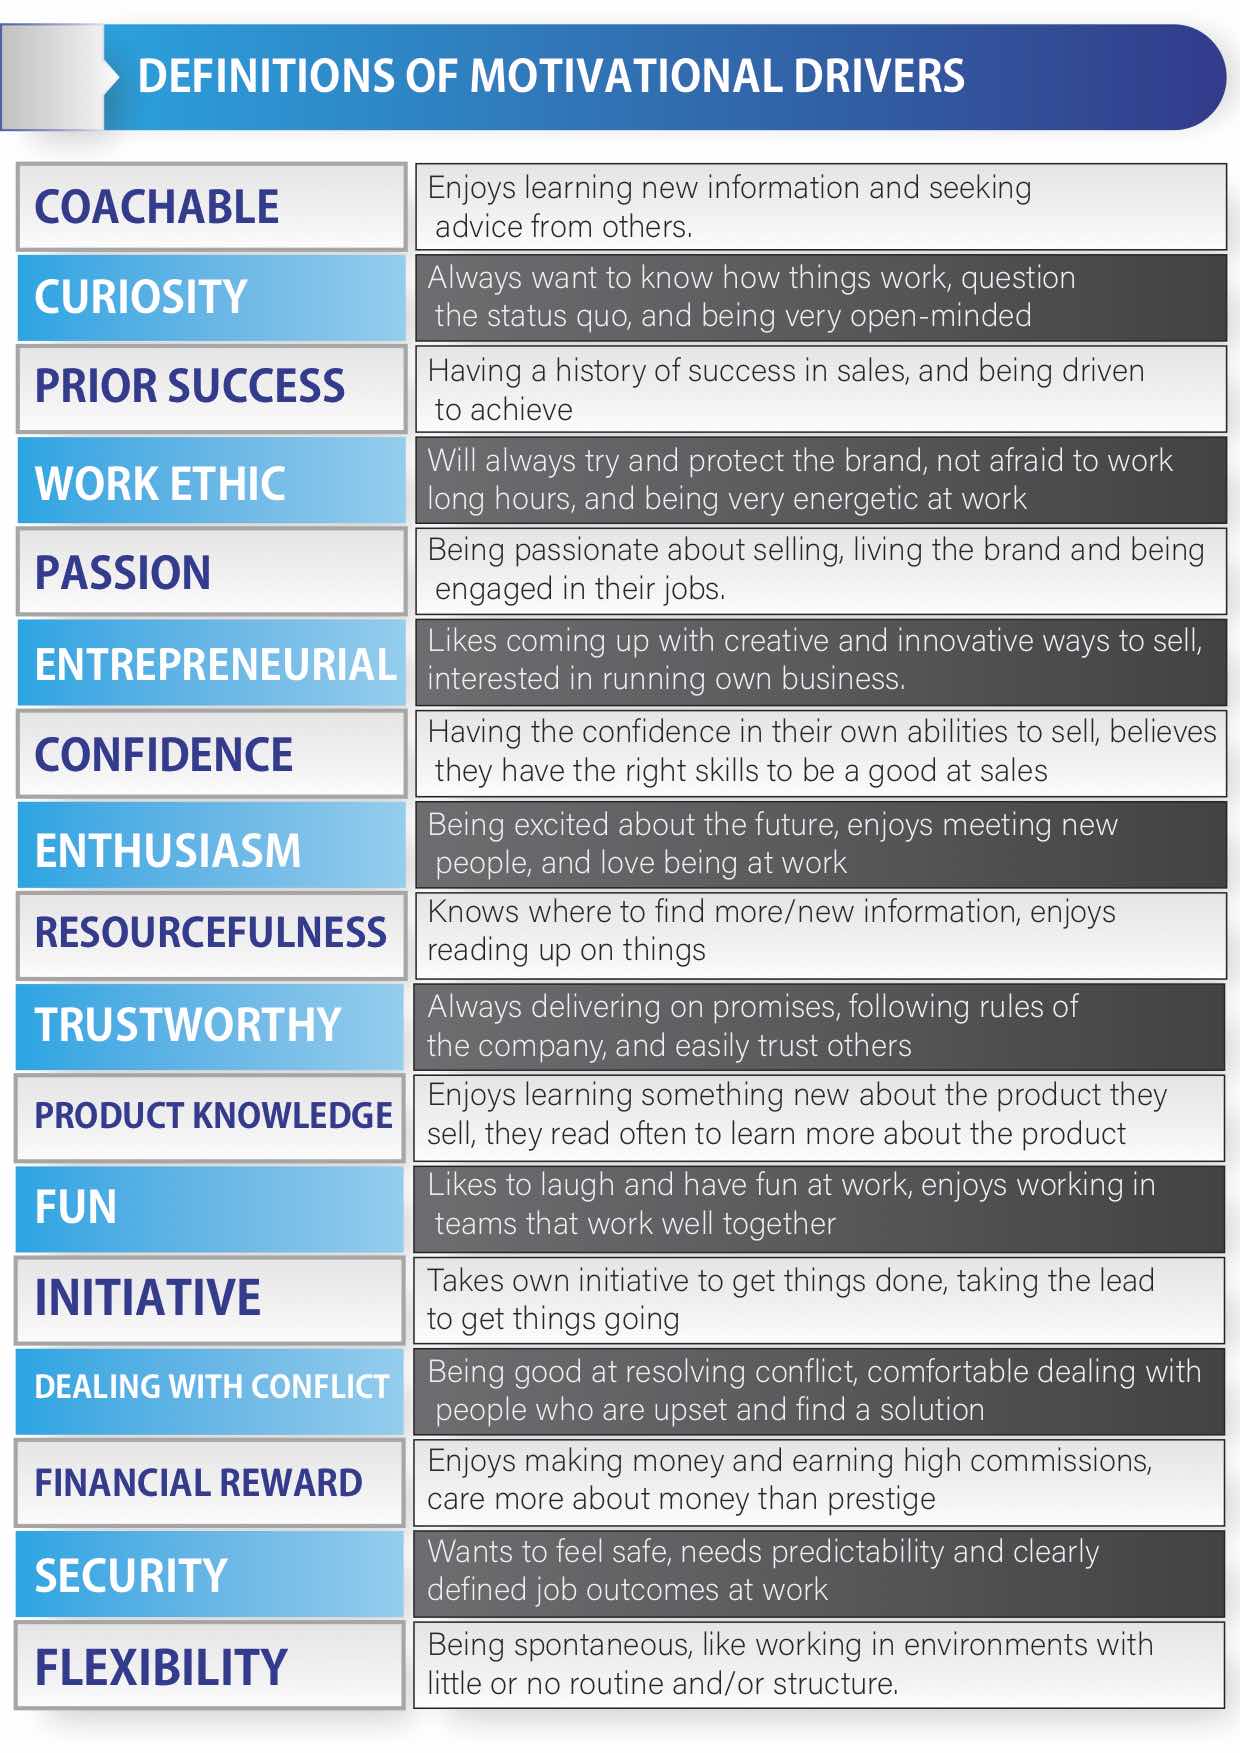 DEFINITIONS OF MOTIVATIONAL DRIVERS
COACHABLE
Enjoys learning new information and seeking
advice from others.
CURIOSITY
Always want to know how things work, question
the status quo, and being very open-minded
PRIOR SUCCESS
Having a history of success in sales, and being driven
to achieve
WORK ETHIC
Will always try and protect the brand, not afraid to work
long hours, and being very energetic at work
PASSION
Being passionate about selling, living the brand and being
engaged in their jobs.
ENTREPRENEURIAL
Likes coming up with creative and innovative ways to sell,
interested in running own business.
CONFIDENCE
Having the confidence in their own abilities to sell, believes
they have the right skills to be a good at sales
ENTHUSIASM
Being excited about the future, enjoys meeting new
people, and love being at work
RESOURCEFULNESS
Knows where to find more/new information, enjoys
reading up on things
TRUSTWORTHY
Always delivering on promises, following rules of
the company, and easily trust others
PRODUCT KNOWLEDGE
Enjoys learning something new about the product they
sell, they read often to learn more about the product
FUN
Likes to laugh and have fun at work, enjoys working in
teams that work well together
INITIATIVE
Takes own initiative to get things done, taking the lead
to get things going
DEALING WITH CONFLICT
Being good at resolving conflict, comfortable dealing with
people who are upset and find a solution
FINANCIAL REWARD
Enjoys making money and earning high commissions,
care more about money than prestige
SECURITY
Wants to feel safe, needs predictability and clearly
defined job outcomes at work
FLEXIBILITY
Being spontaneous, like working in environments with
little or no routine and/or structure.